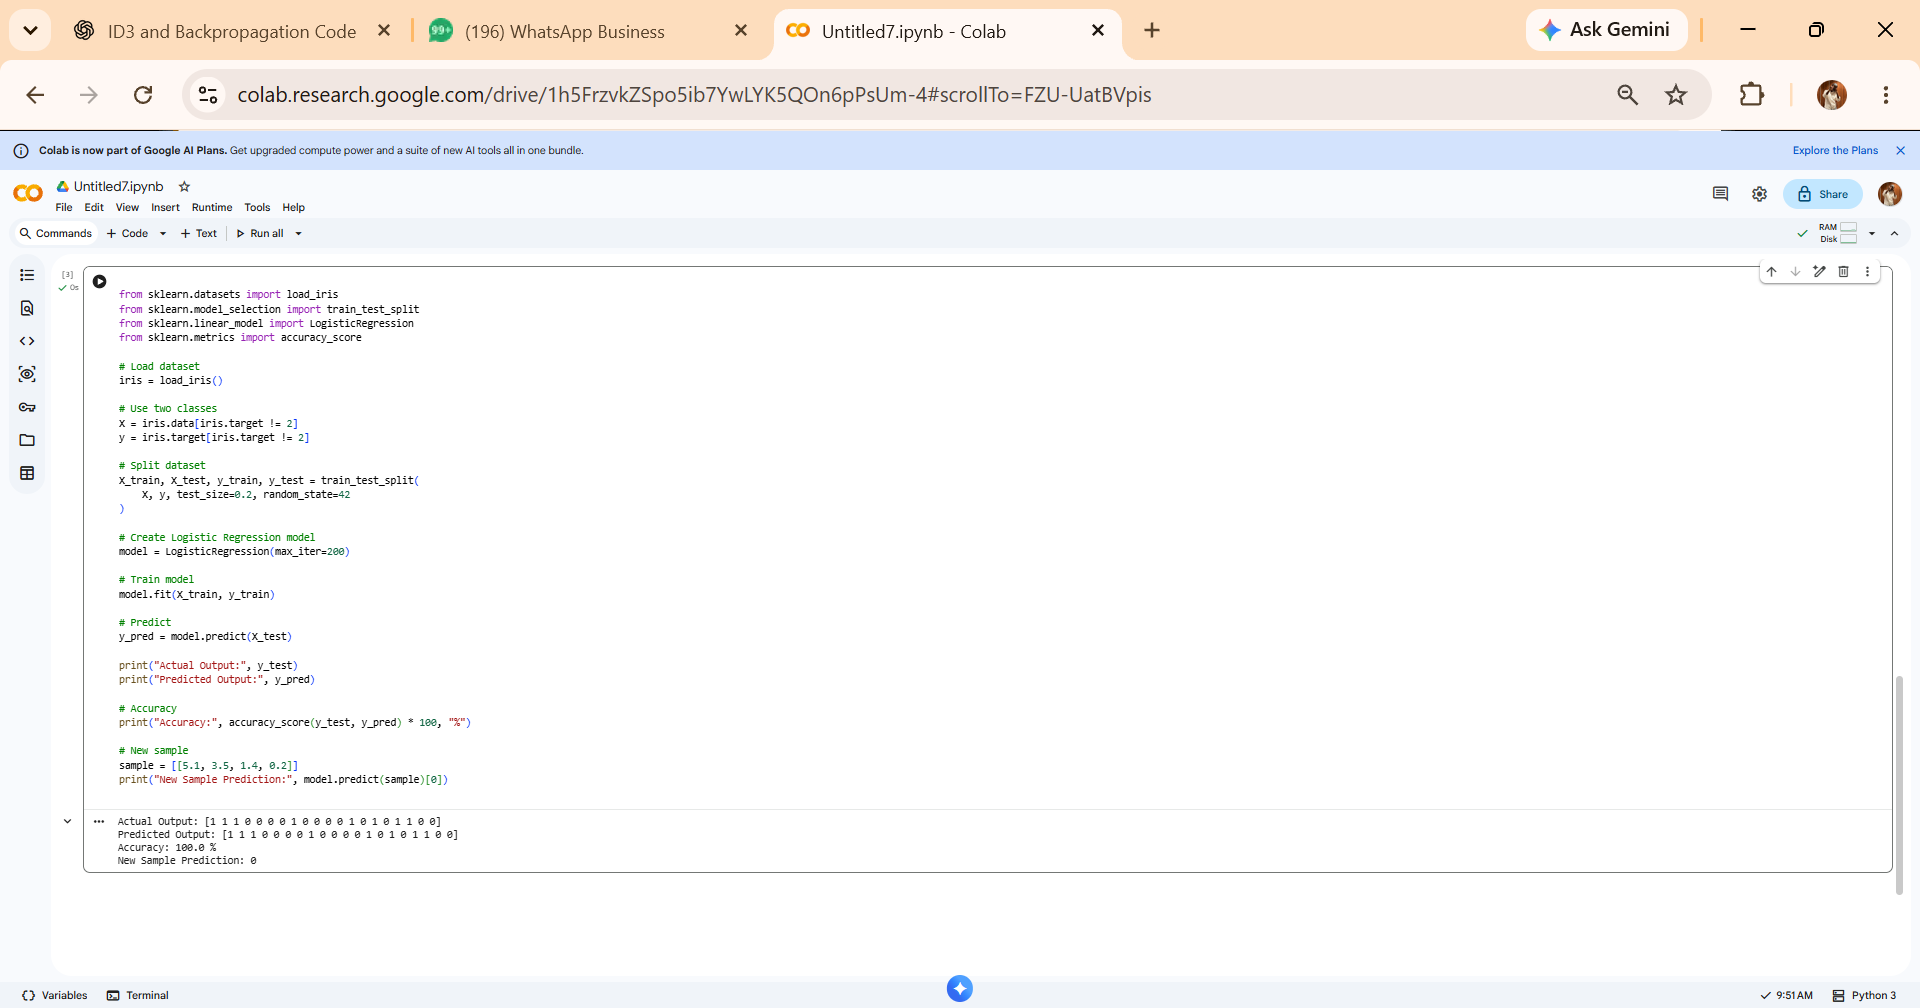 ID3 and Backpropagation Code
99+
(196) WhatsApp Business
Untitled7.ipynb - Colab
Ask Gemini
colab.research.google.com/drive/1h5FrzvkZSpo5ib7YwLYK5QOn6pPsUm-4#scrollTo=FZU-UatBVpis
Colab is now part of Google AI Plans. Get upgraded compute power and a suite of new AI tools all in one bundle.
Explore the Plans
Untitled7.ipynb
File Edit View Insert Runtime Tools Help
Share
Commands + Code + Text Run all
RAM
Disk
[3]
0s
from sklearn.datasets import load_iris
from sklearn.model_selection import train_test_split
from sklearn.linear_model import LogisticRegression
from sklearn.metrics import accuracy_score
# Load dataset
iris = load_iris()
# Use two classes
X = iris.data[iris.target != 2]
y = iris.target[iris.target != 2]
# Split dataset
X_train, X_test, y_train, y_test = train_test_split(
    X, y, test_size=0.2, random_state=42
)
# Create Logistic Regression model
model = LogisticRegression(max_iter=200)
# Train model
model.fit(X_train, y_train)
# Predict
y_pred = model.predict(X_test)
print("Actual Output:", y_test)
print("Predicted Output:", y_pred)
# Accuracy
print("Accuracy:", accuracy_score(y_test, y_pred) * 100, "%")
# New sample
sample = [[5.1, 3.5, 1.4, 0.2]]
print("New Sample Prediction:", model.predict(sample)[0])
Actual Output: [1 1 1 0 0 0 0 1 0 0 0 0 1 0 1 0 1 1 0 0]
Predicted Output: [1 1 1 0 0 0 0 1 0 0 0 0 1 0 1 0 1 1 0 0]
Accuracy: 100.0 %
New Sample Prediction: 0
Variables
Terminal
9:51 AM
Python 3